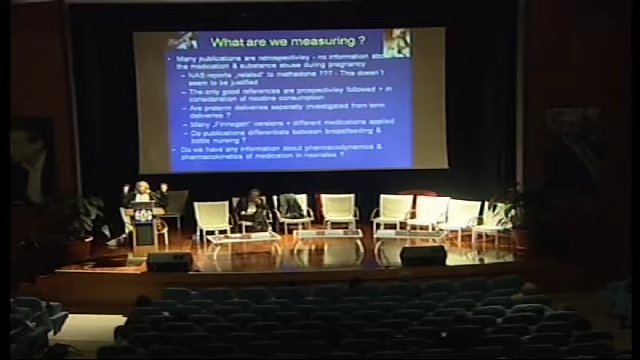 What are we measuring ?
• Many publications are retrospectivley - no information about
the medication & substance abuse during pregnancy
– NAS reports „related" to methadone ??? - This doesn't
seem to be justified
– The only good references are prospectivley followed + in
consideration of nicotine consumption
– Are preterm deliveries seperatly investigated from term
deliveries ?
– Many „Finnegan" versions + different medications applied
– Do publications differentiate between breastfeeding &
bottle nursing ?
• Do we have any information about pharmacodynamics &
pharmacokinetics of medication in neonates ?